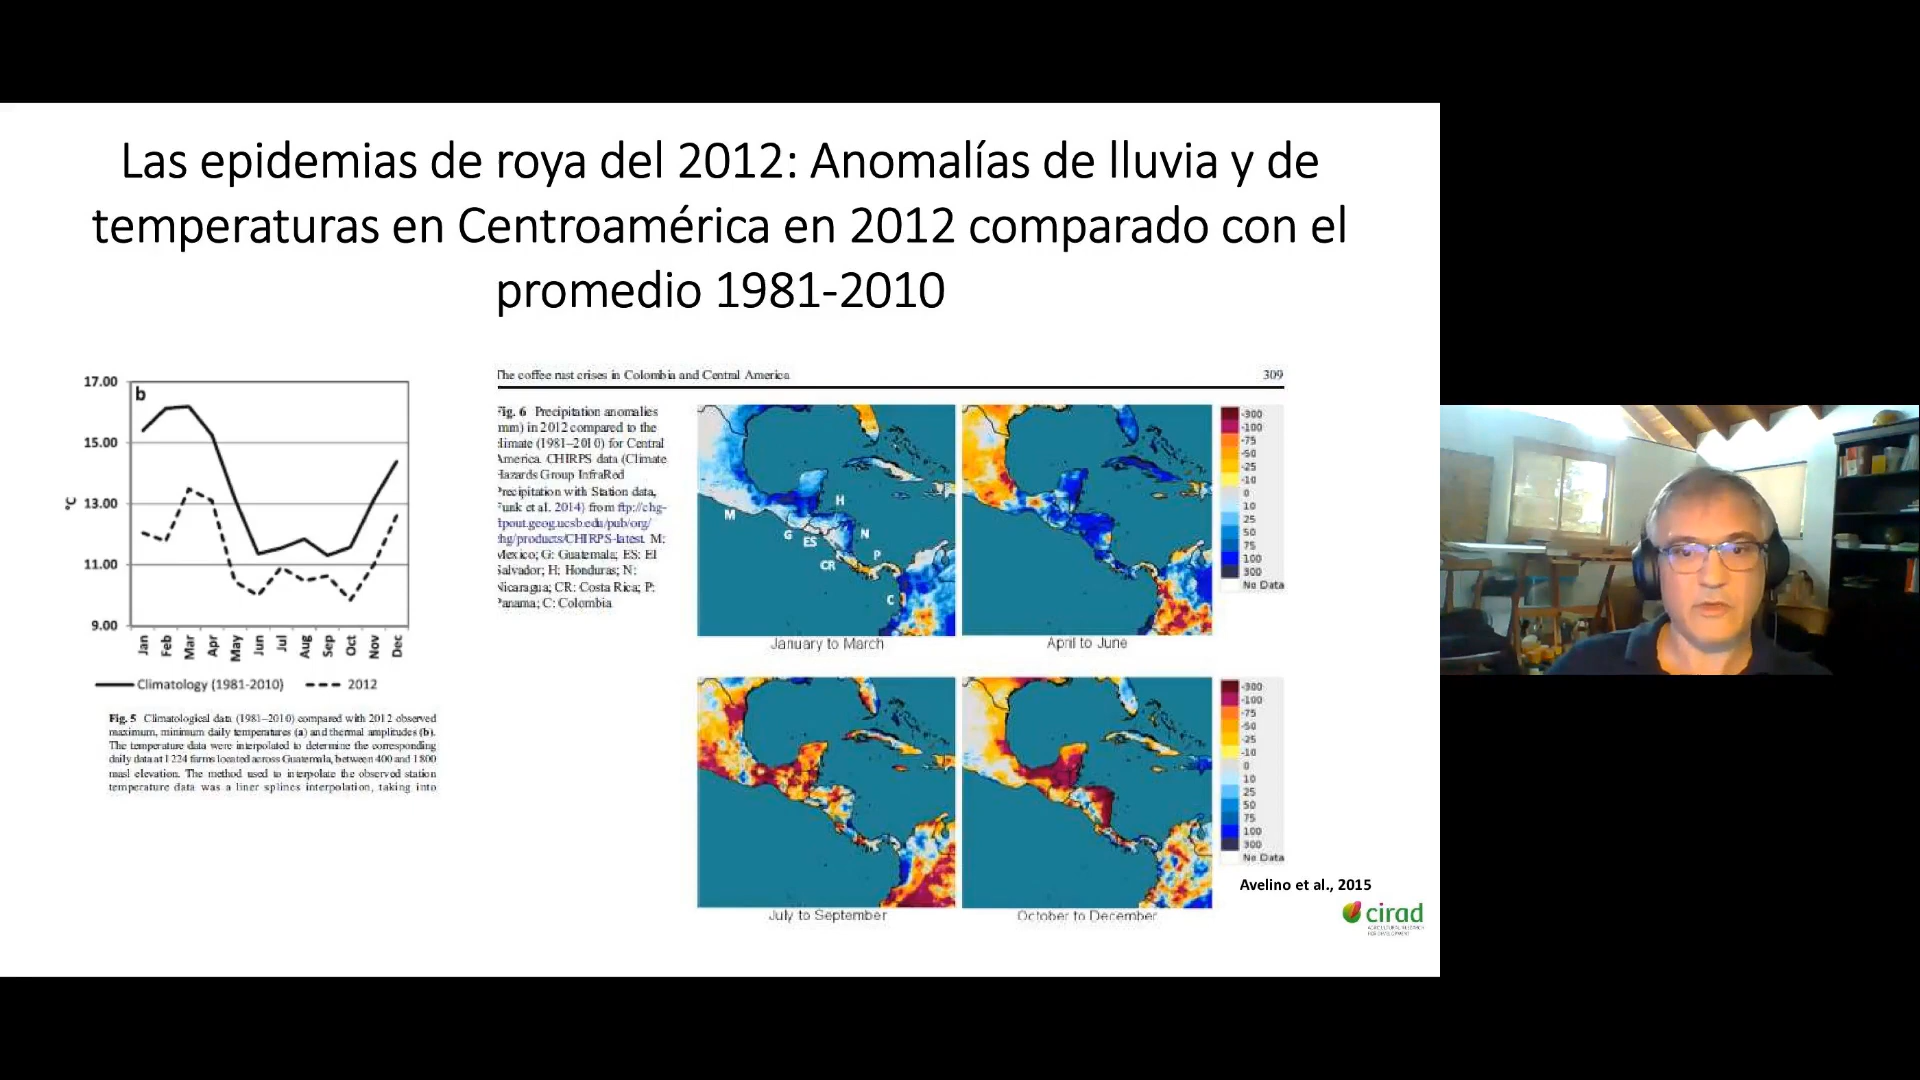 Las epidemias de roya del 2012: Anomalías de lluvia y de
temperaturas en Centroamérica en 2012 comparado con el
promedio 1981-2010
17.00
15.00
13.00
11.00
9.00
°C
b
Jan Feb Mar Apr May Jun Jul Aug Sep Oct Nov Dec
Climatology (1981-2010) 2012
Fig. 5 Climatological data (1981–2010) compared with 2012 observed
maximum, minimum daily temperatures (a) and thermal amplitudes (b).
The temperature data were interpolated to determine the corresponding
daily data at 1 224 farms located across Guatemala, between 400 and 1 800
masl elevation. The method used to interpolate the observed station
temperature data was a liner splines interpolation, taking into
The coffee rust crises in Colombia and Central America 309
Fig. 6 Precipitation anomalies
(mm) in 2012 compared to the
climate (1981–2010) for Central
America. CHIRPS data (Climate
Hazards Group InfraRed
Precipitation with Station data,
Funk et al. 2014) from ftp://chg-
ftpout.geog.ucsb.edu/pub/org/
chg/products/CHIRPS-latest. M:
Mexico; G: Guatemala; ES: El
Salvador; H: Honduras; N:
Nicaragua; CR: Costa Rica; P:
Panama; C: Colombia
M
G
ES
H
N
CR
P
C
January to March
April to June
-300
-100
-75
-50
-25
-10
0
10
25
50
75
100
300
No Data
July to September
October to December
-300
-100
-75
-50
-25
-10
0
10
25
50
75
100
300
No Data
Avelino et al., 2015
cirad
AGRICULTURAL RESEARCH
FOR DEVELOPMENT